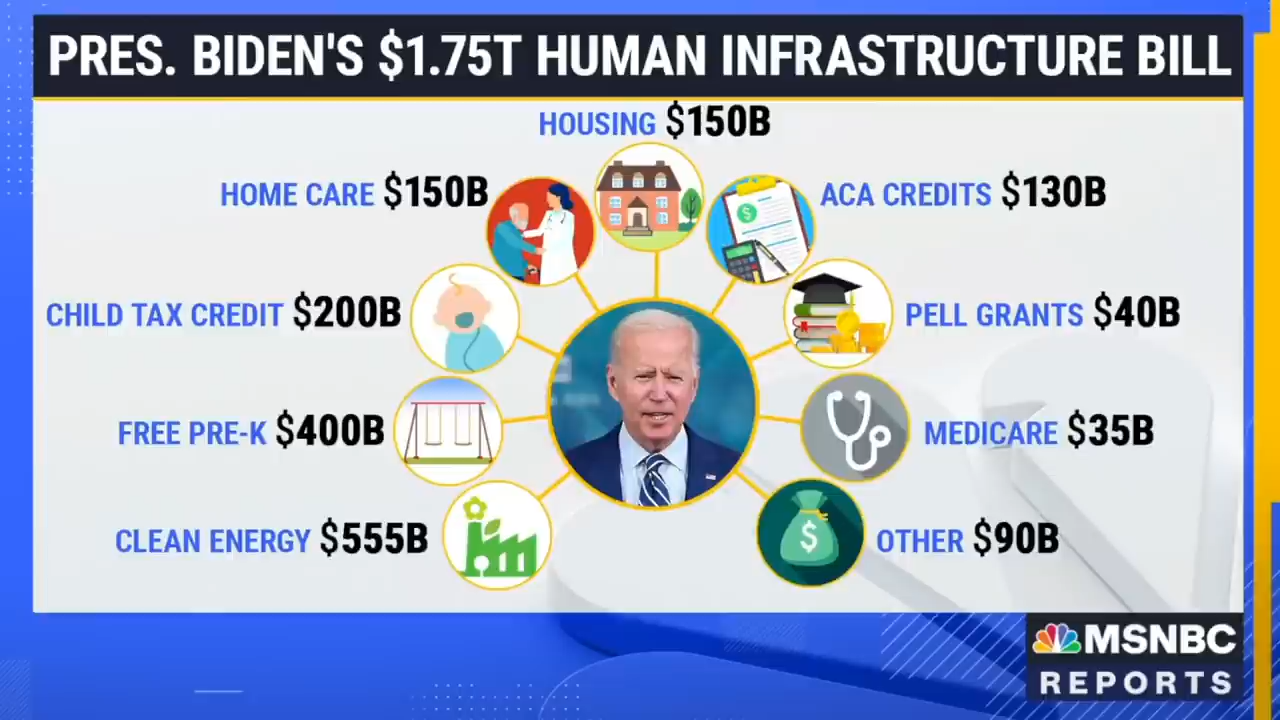 PRES. BIDEN'S $1.75T HUMAN INFRASTRUCTURE BILL
HOUSING $150B
HOME CARE $150B
ACA CREDITS $130B
CHILD TAX CREDIT $200B
PELL GRANTS $40B
FREE PRE-K $400B
MEDICARE $35B
CLEAN ENERGY $555B
OTHER $90B
$
$
MSNBC
REPORTS